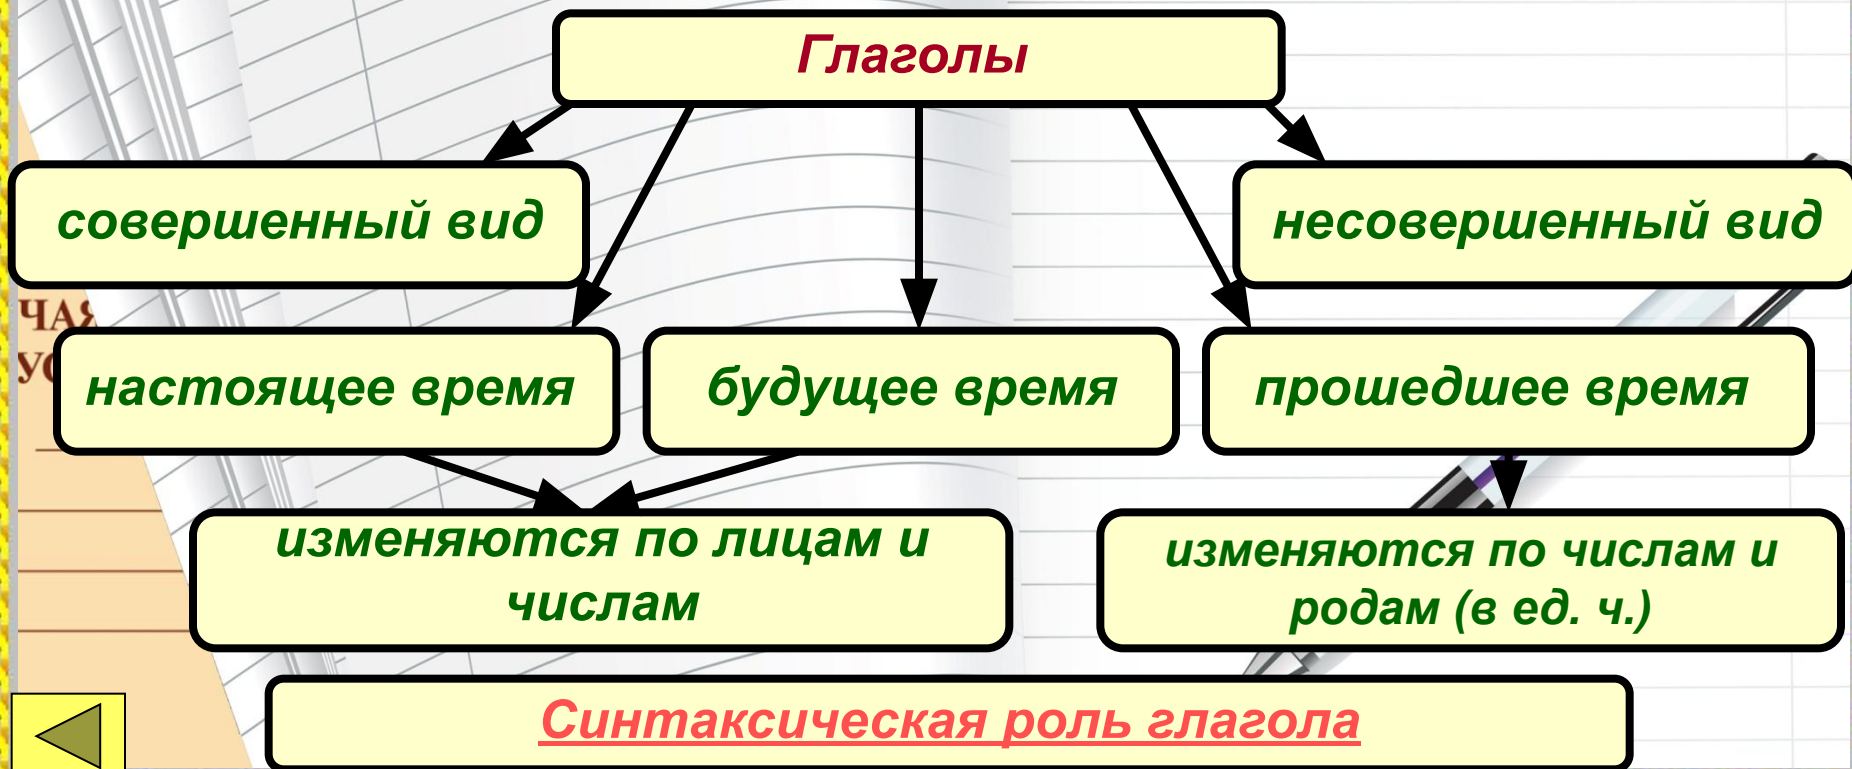 Глаголы
совершенный вид
несовершенный вид
настоящее время
будущее время
прошедшее время
изменяются по лицам и
числам
изменяются по числам и
родам (в ед. ч.)
Синтаксическая роль глагола